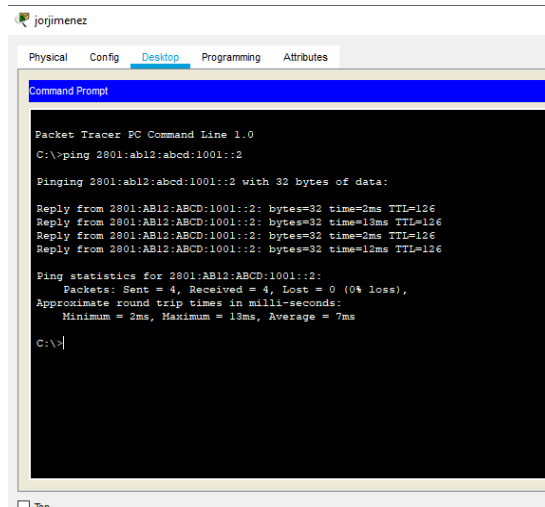 jorjimenez
Physical Config Desktop Programming Attributes
Command Prompt
Packet Tracer PC Command Line 1.0
C:\>ping 2801:ab12:abcd:1001::2
Pinging 2801:ab12:abcd:1001::2 with 32 bytes of data:
Reply from 2801:AB12:ABCD:1001::2: bytes=32 time=2ms TTL=126
Reply from 2801:AB12:ABCD:1001::2: bytes=32 time=13ms TTL=126
Reply from 2801:AB12:ABCD:1001::2: bytes=32 time=2ms TTL=126
Reply from 2801:AB12:ABCD:1001::2: bytes=32 time=12ms TTL=126
Ping statistics for 2801:AB12:ABCD:1001::2:
Packets: Sent = 4, Received = 4, Lost = 0 (0% loss),
Approximate round trip times in milli-seconds:
Minimum = 2ms, Maximum = 13ms, Average = 7ms
C:\>